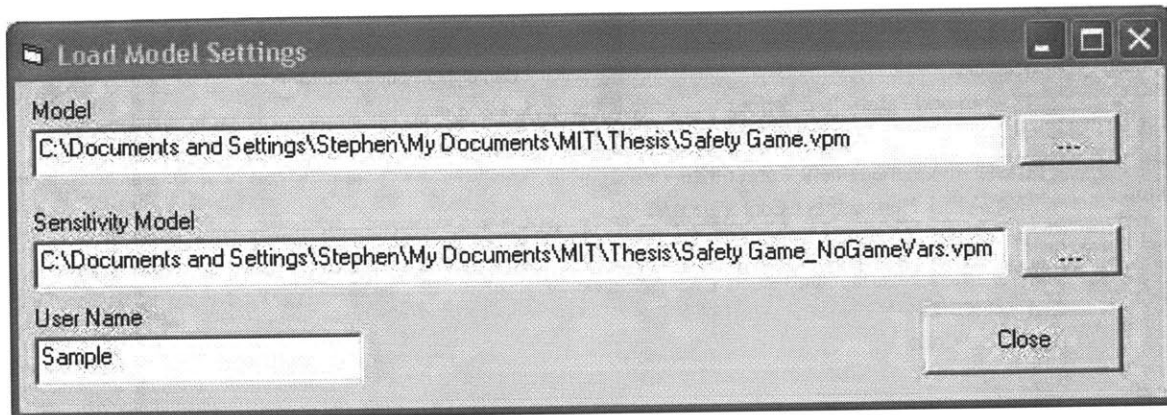 Load Model Settings
Model
C:\Documents and Settings\Stephen\My Documents\MIT\Thesis\Safety Game.vpm
...
Sensitivity Model
C:\Documents and Settings\Stephen\My Documents\MIT\Thesis\Safety Game_NoGameVars.vpm
...
User Name
Sample
Close